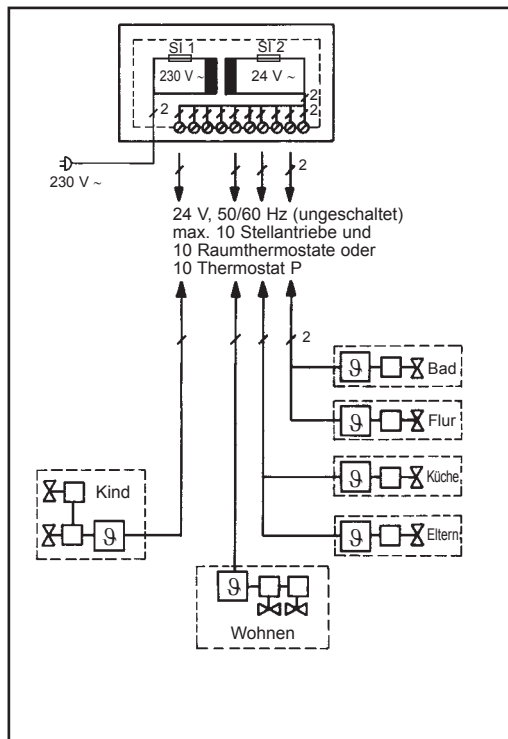 SI 1 SI 2
230 V ~ 24 V ~
2
2
2
230 V ~
2
24 V, 50/60 Hz (ungeschaltet)
max. 10 Stellantriebe und
10 Raumthermostate oder
10 Thermostat P
2
ϑ Bad
ϑ Flur
Kind
ϑ Küche
ϑ
ϑ Eltern
ϑ
Wohnen